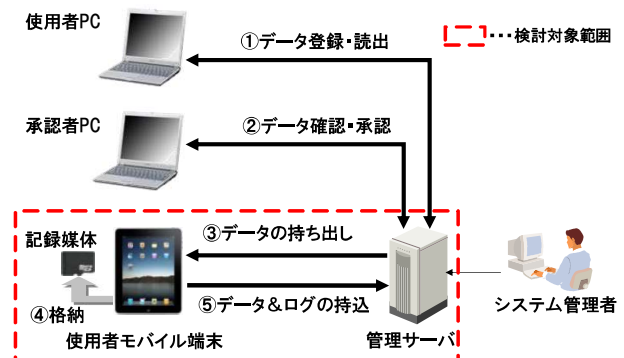 使用者PC
①データ登録・読出
・・・検討対象範囲
承認者PC
②データ確認・承認
記録媒体
③データの持ち出し
④格納
⑤データ&ログの持込
使用者モバイル端末
管理サーバ
システム管理者